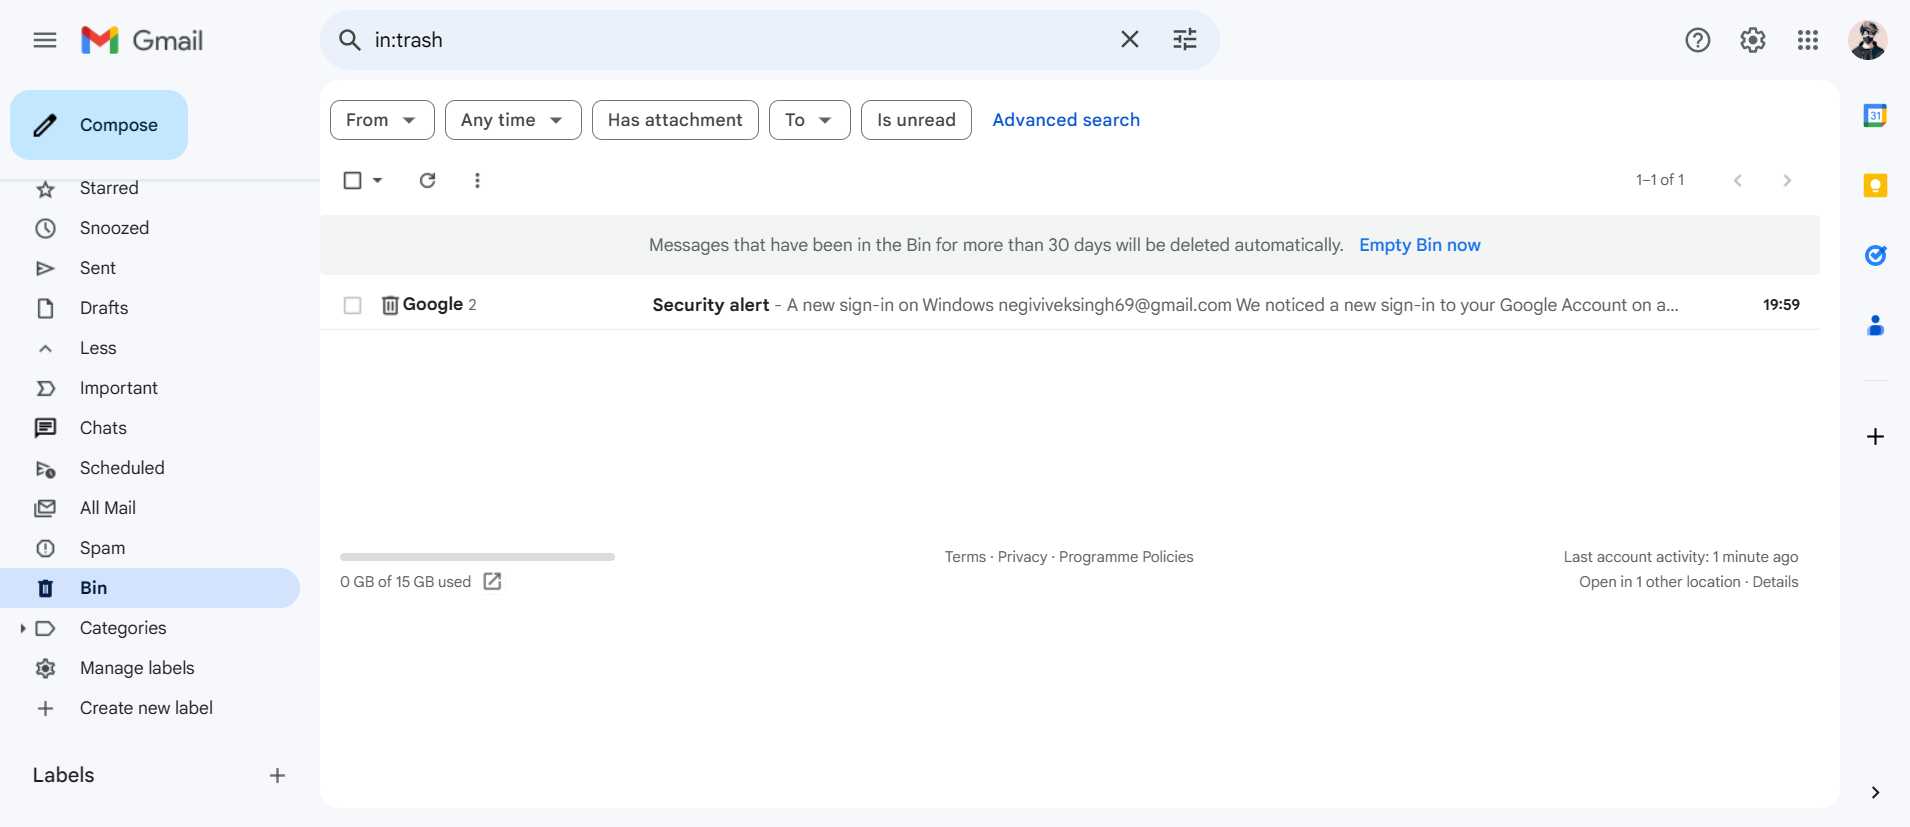 Gmail
in:trash
Compose
Starred
Snoozed
Sent
Drafts
Less
Important
Chats
Scheduled
All Mail
Spam
Bin
Categories
Manage labels
Create new label
Labels
From
Any time
Has attachment
To
Is unread
Advanced search
1–1 of 1
Messages that have been in the Bin for more than 30 days will be deleted automatically. Empty Bin now
Google 2 Security alert - A new sign-in on Windows negiviveksingh69@gmail.com We noticed a new sign-in to your Google Account on a... 19:59
0 GB of 15 GB used
Terms · Privacy · Programme Policies
Last account activity: 1 minute ago
Open in 1 other location · Details
31